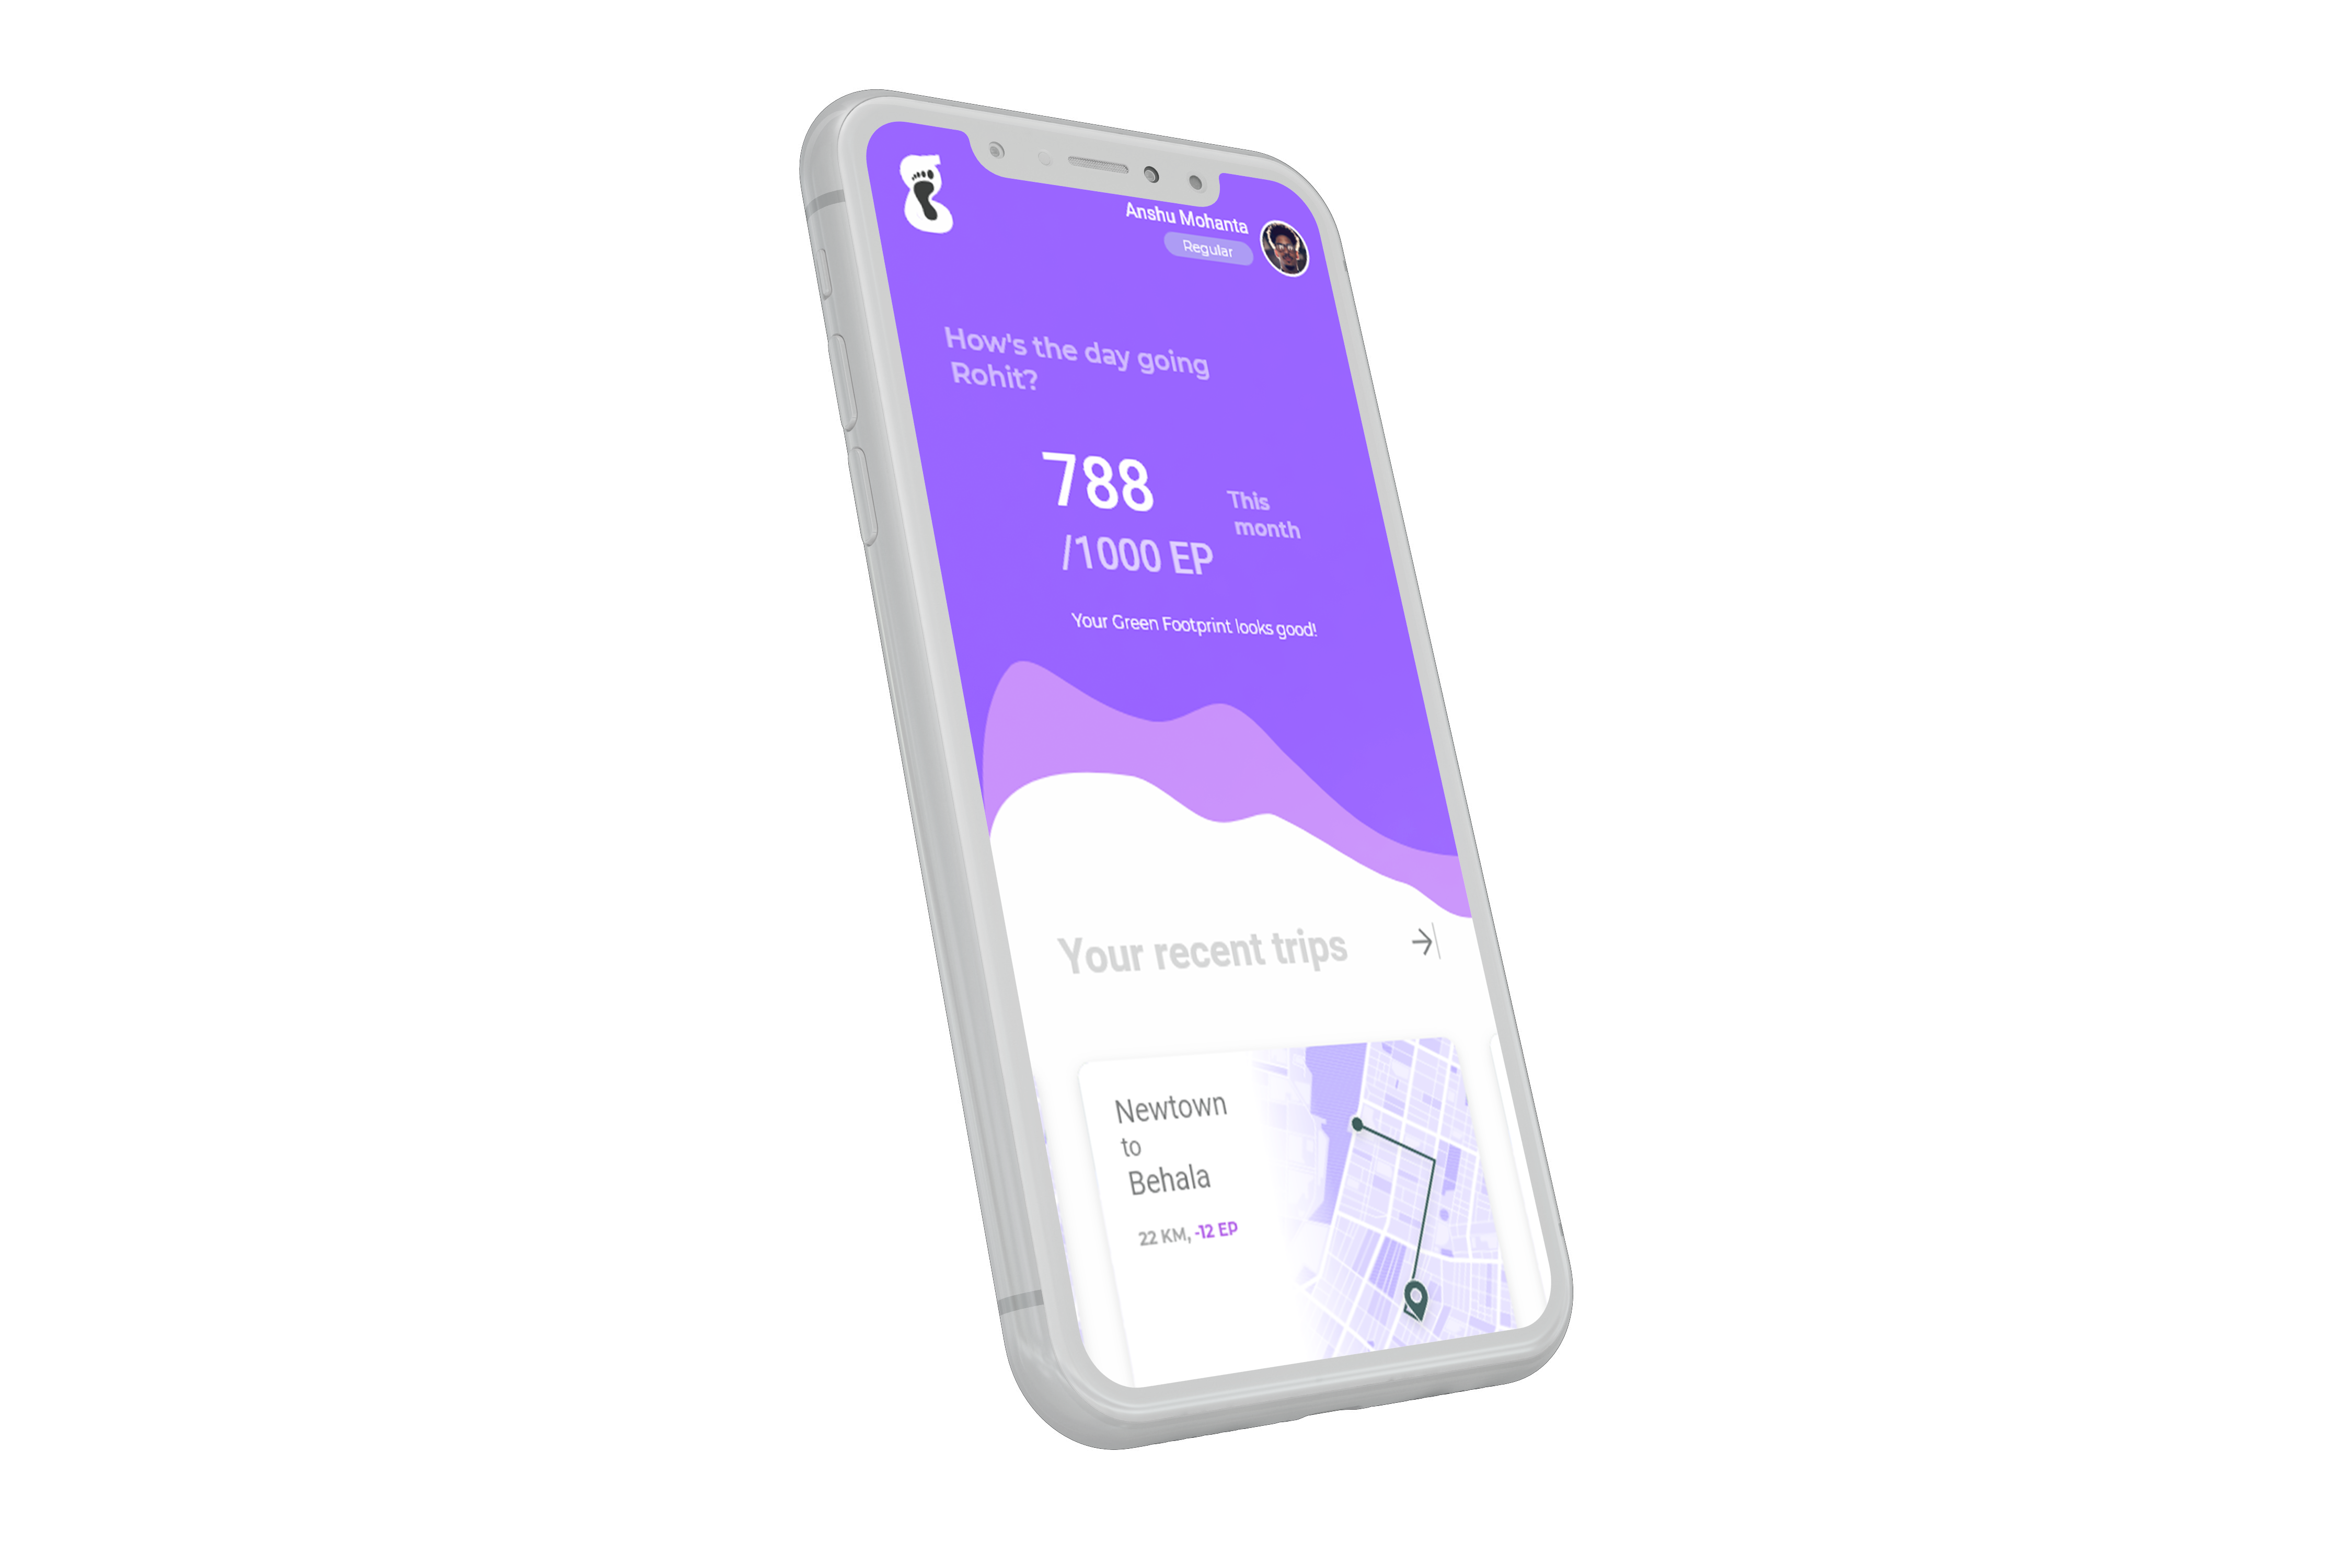 Anshu Mohanta
Regular
How's the day going
Rohit?
788
/1000 EP
This
month
Your Green Footprint looks good!
Your recent trips
Newtown
to
Behala
22 KM, -12 EP